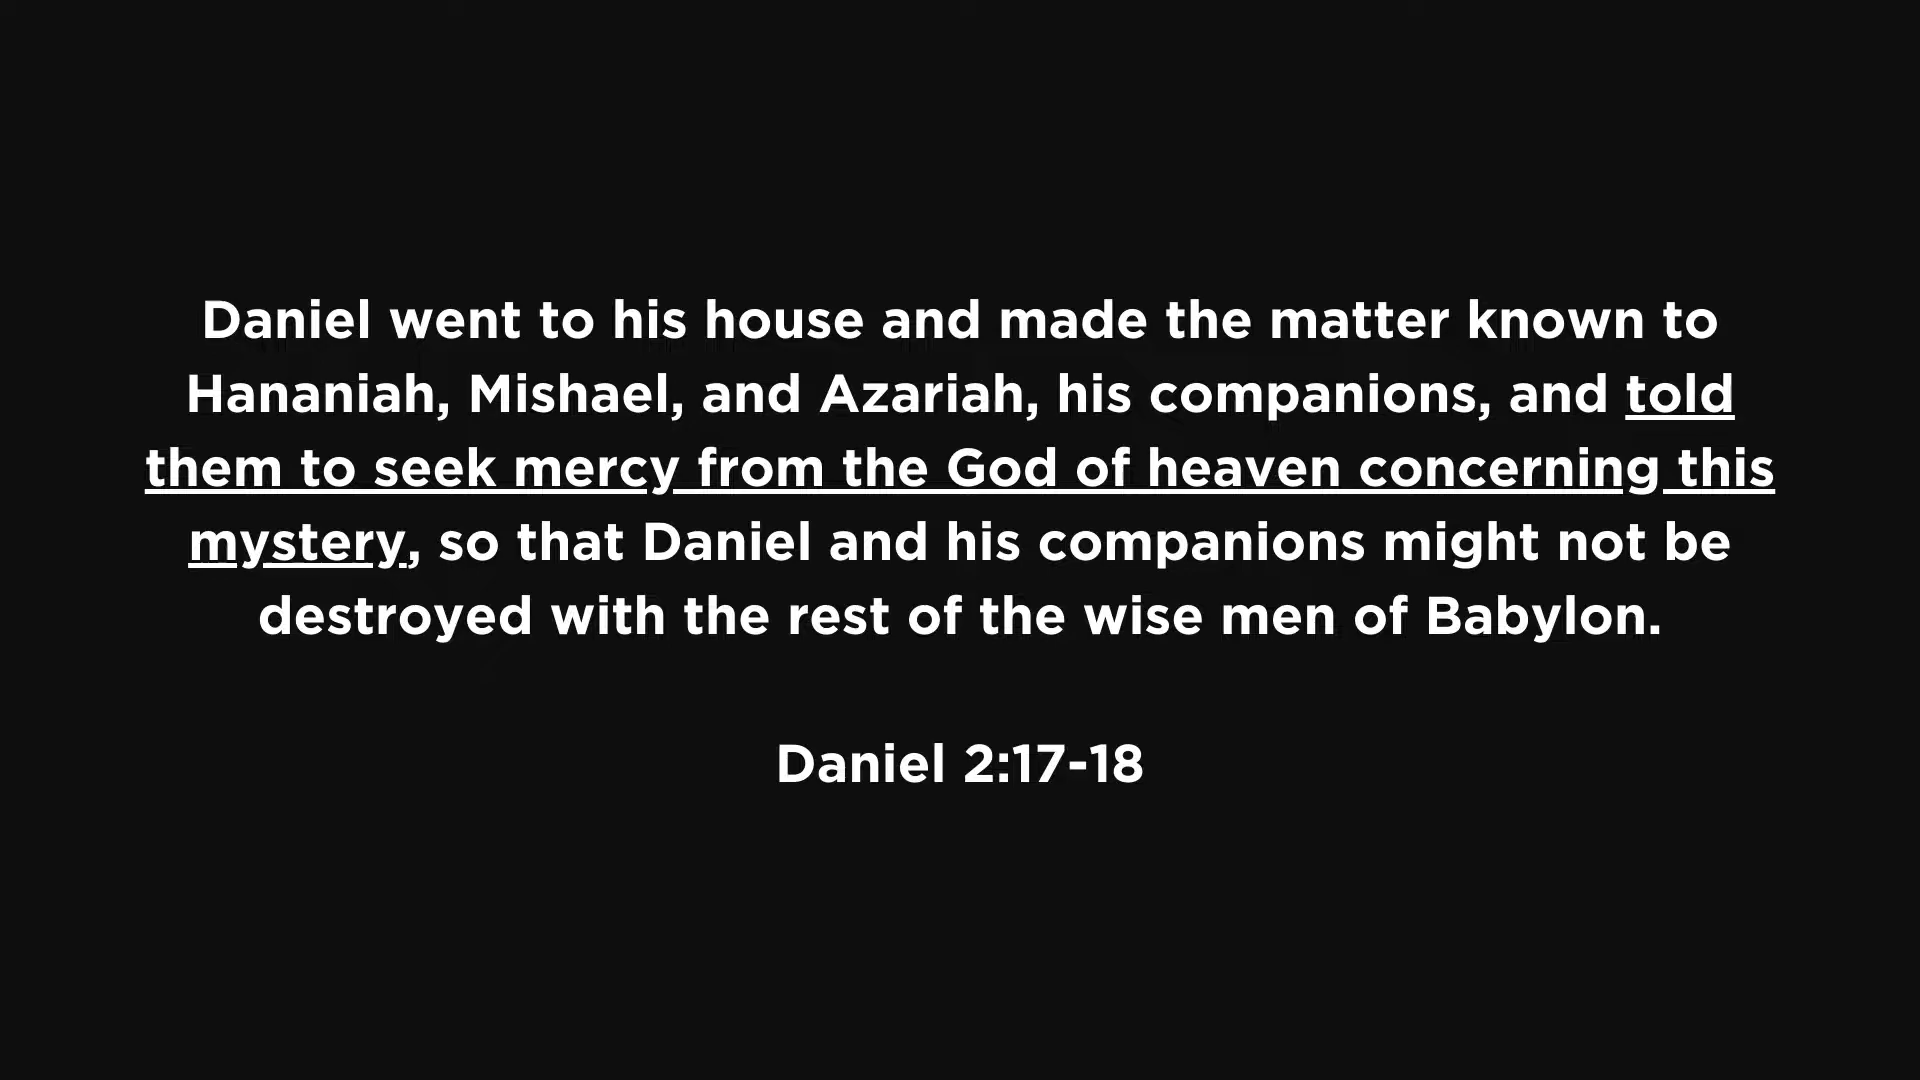 Daniel went to his house and made the matter known to
Hananiah, Mishael, and Azariah, his companions, and told
them to seek mercy from the God of heaven concerning this
mystery, so that Daniel and his companions might not be
destroyed with the rest of the wise men of Babylon.
Daniel 2:17-18